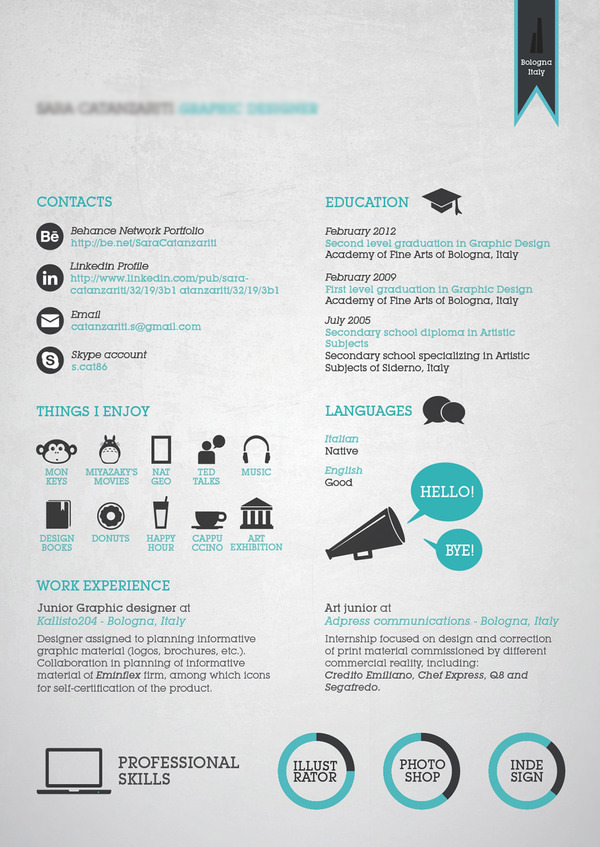 Bologna
Italy
SARA CATANZARITI GRAPHIC DESIGNER
CONTACTS
Bē
Behance Network Portfolio
http://be.net/SaraCatanzariti
in
Linkedin Profile
http://www.linkedin.com/pub/sara-
catanzariti/32/19/3b1 atanzariti/32/19/3b1
Email
catanzariti.s@gmail.com
S
Skype account
s.cat86
EDUCATION
February 2012
Second level graduation in Graphic Design
Academy of Fine Arts of Bologna, Italy
February 2009
First level graduation in Graphic Design
Academy of Fine Arts of Bologna, Italy
July 2005
Secondary school diploma in Artistic
Subjects
Secondary school specializing in Artistic
Subjects of Siderno, Italy
THINGS I ENJOY
MON
KEYS
MIYAZAKY'S
MOVIES
NAT
GEO
TED
TALKS
MUSIC
DESIGN
BOOKS
DONUTS
HAPPY
HOUR
CAPPU
CCINO
ART
EXHIBITION
LANGUAGES
Italian
Native
English
Good
HELLO!
BYE!
WORK EXPERIENCE
Junior Graphic designer at
Kallisto204 - Bologna, Italy
Designer assigned to planning informative
graphic material (logos, brochures, etc.).
Collaboration in planning of informative
material of Eminflex firm, among which icons
for self-certification of the product.
Art junior at
Adpress communications - Bologna, Italy
Internship focused on design and correction
of print material commissioned by different
commercial reality, including:
Credito Emiliano, Chef Express, Q8 and
Segafredo.
PROFESSIONAL
SKILLS
ILLUST
RATOR
PHOTO
SHOP
INDE
SIGN